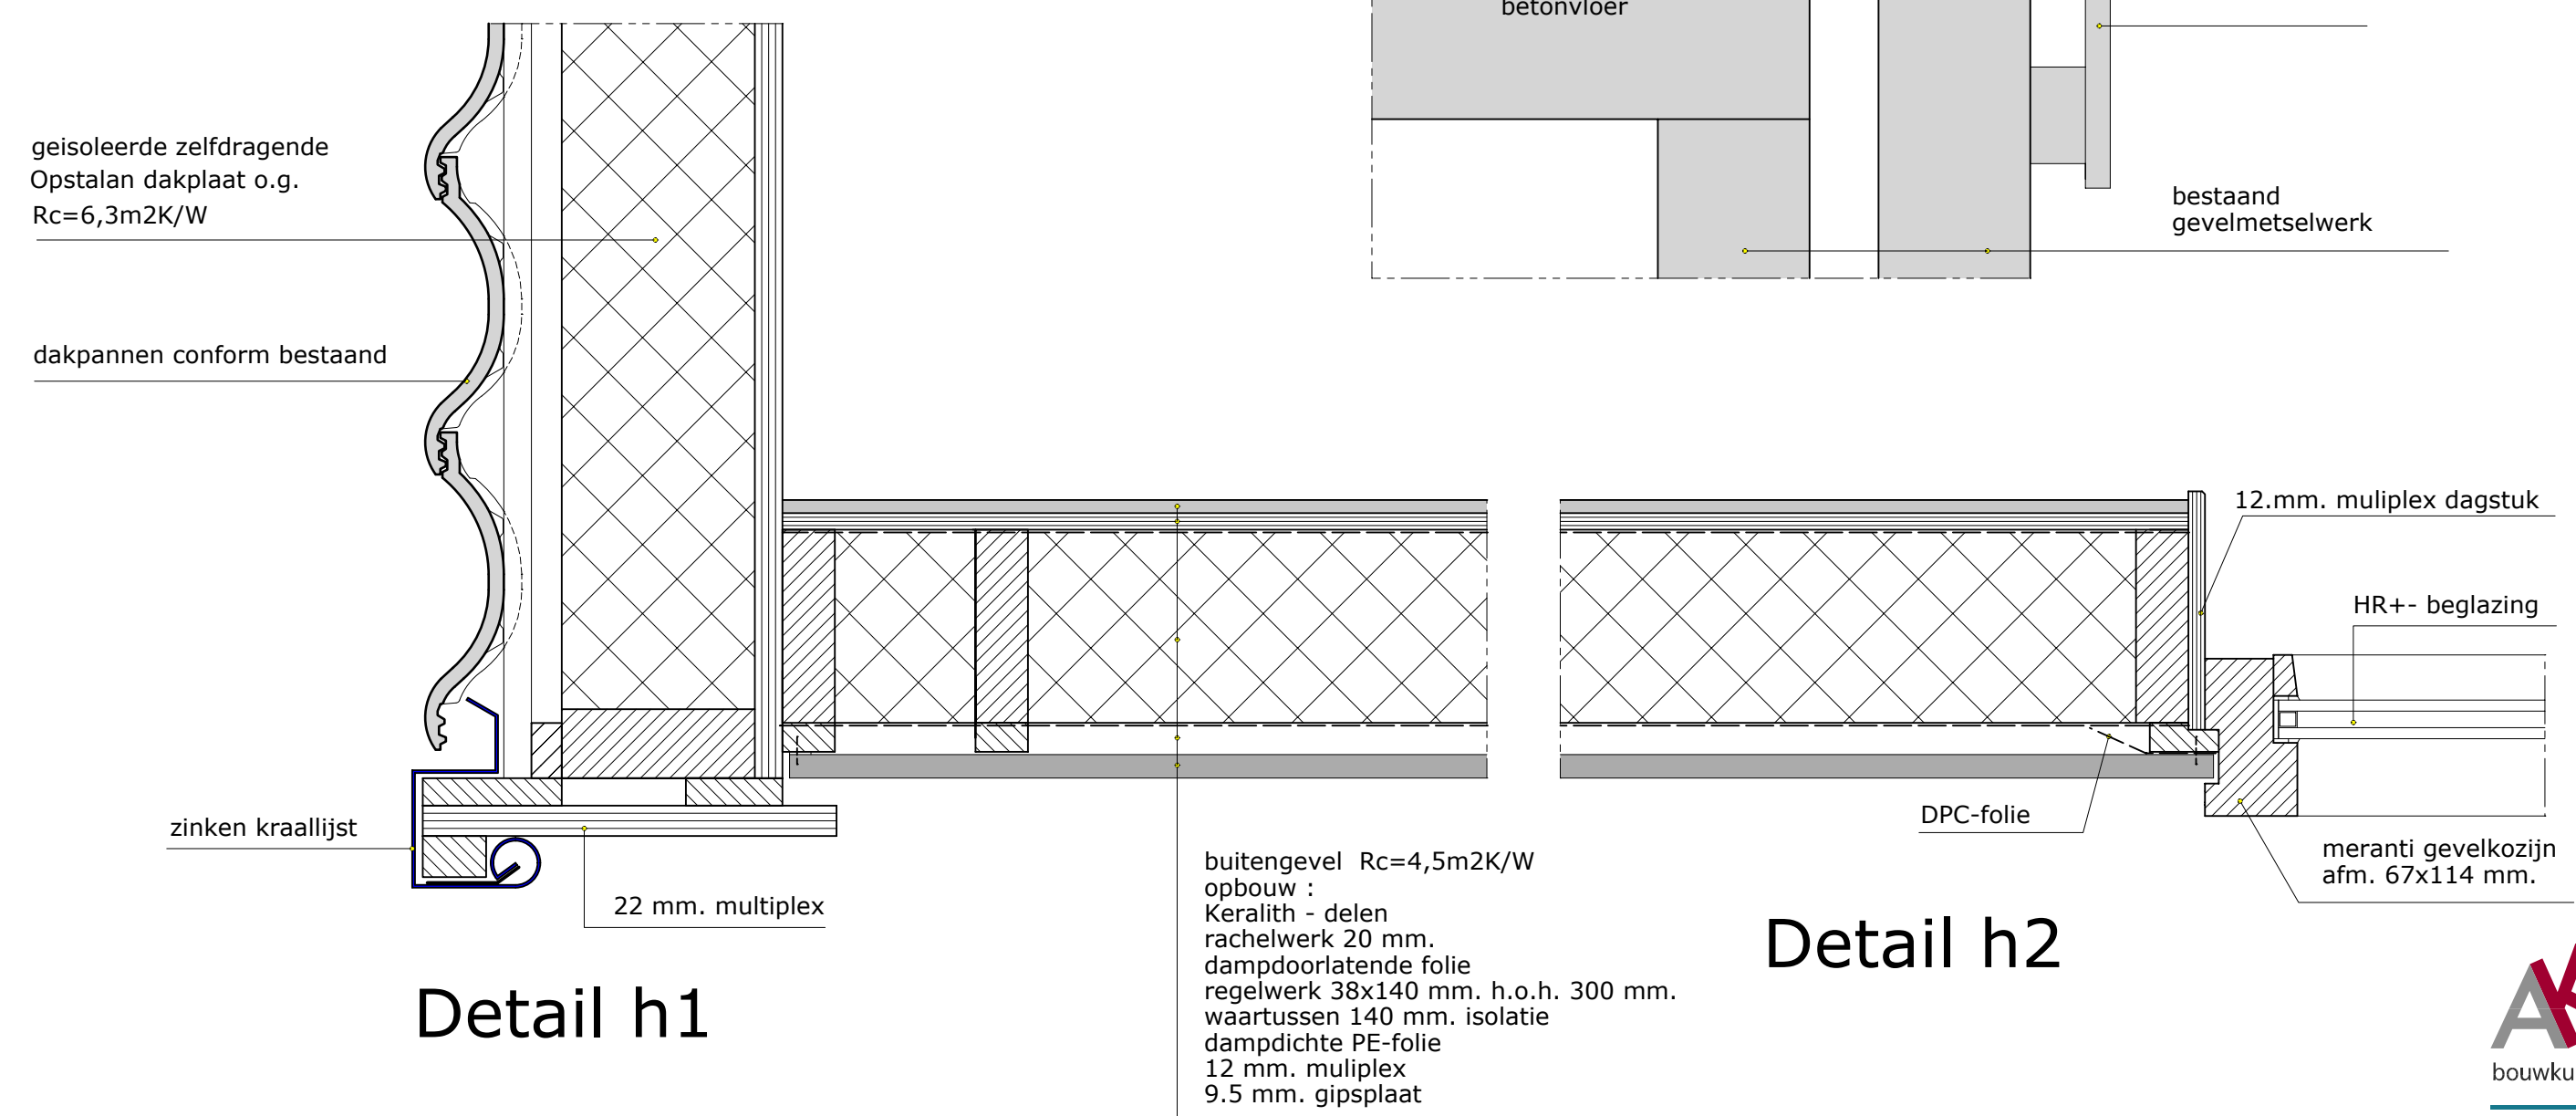 betonvloer
geisoleerde zelfdragende
Opstalan dakplaat o.g.
Rc=6,3m2K/W
bestaand
gevelmetselwerk
dakpannen conform bestaand
12.mm. muliplex dagstuk
HR+- beglazing
zinken kraallijst
22 mm. multiplex
DPC-folie
meranti gevelkozijn
afm. 67x114 mm.
buitengevel  Rc=4,5m2K/W
opbouw :
Keralith - delen
rachelwerk 20 mm.
dampdoorlatende folie
regelwerk 38x140 mm. h.o.h. 300 mm.
waartussen 140 mm. isolatie
dampdichte PE-folie
12 mm. muliplex
9.5 mm. gipsplaat
Detail h1
Detail h2
bouwku